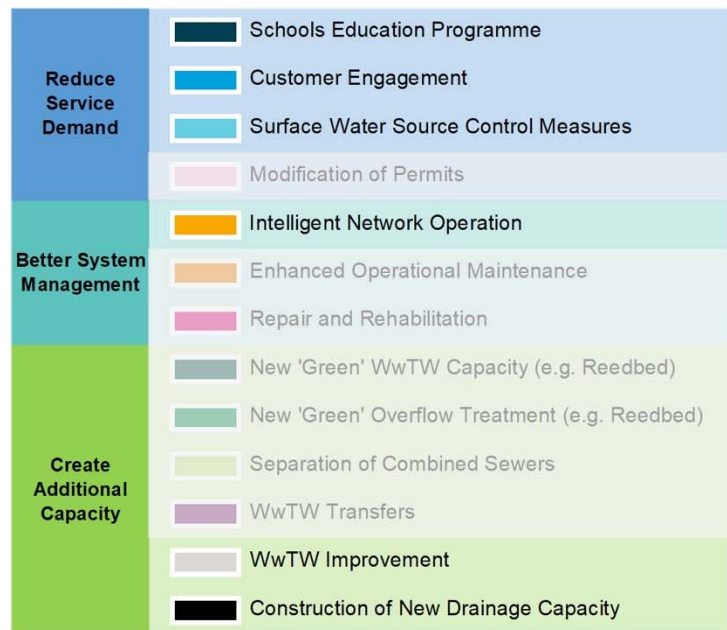 Reduce
Service
Demand
Schools Education Programme
Customer Engagement
Surface Water Source Control Measures
Modification of Permits
Better System
Management
Intelligent Network Operation
Enhanced Operational Maintenance
Repair and Rehabilitation
Create
Additional
Capacity
New 'Green' WwTW Capacity (e.g. Reedbed)
New 'Green' Overflow Treatment (e.g. Reedbed)
Separation of Combined Sewers
WwTW Transfers
WwTW Improvement
Construction of New Drainage Capacity